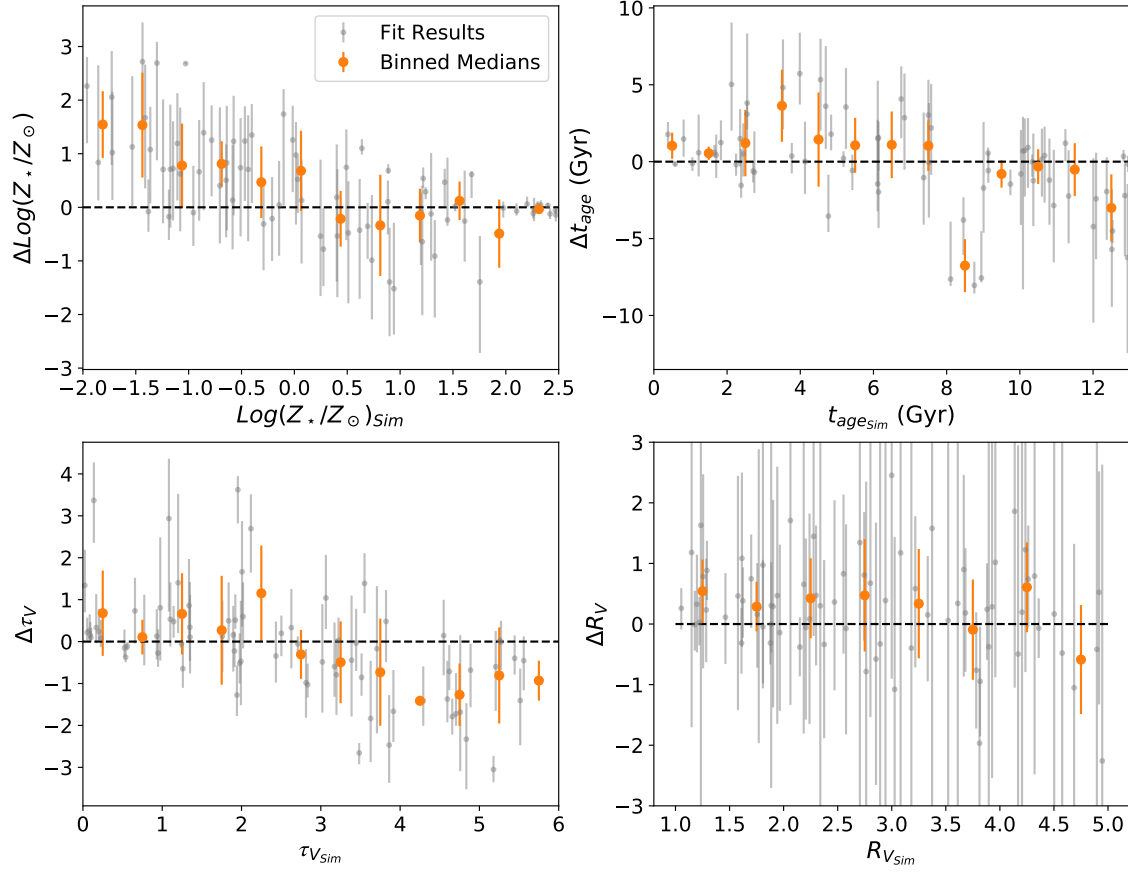 Fit Results
Binned Medians
3
2
1
0
−1
−2
−3
ΔLog(Z⋆/Z⊙)
−2.0 −1.5 −1.0 −0.5 0.0 0.5 1.0 1.5 2.0 2.5
Log(Z⋆/Z⊙)Sim
10
5
0
−5
−10
Δtage (Gyr)
0 2 4 6 8 10 12
tageSim (Gyr)
4
3
2
1
0
−1
−2
−3
ΔτV
0 1 2 3 4 5 6
τVSim
3
2
1
0
−1
−2
−3
ΔRV
1.0 1.5 2.0 2.5 3.0 3.5 4.0 4.5 5.0
RVSim